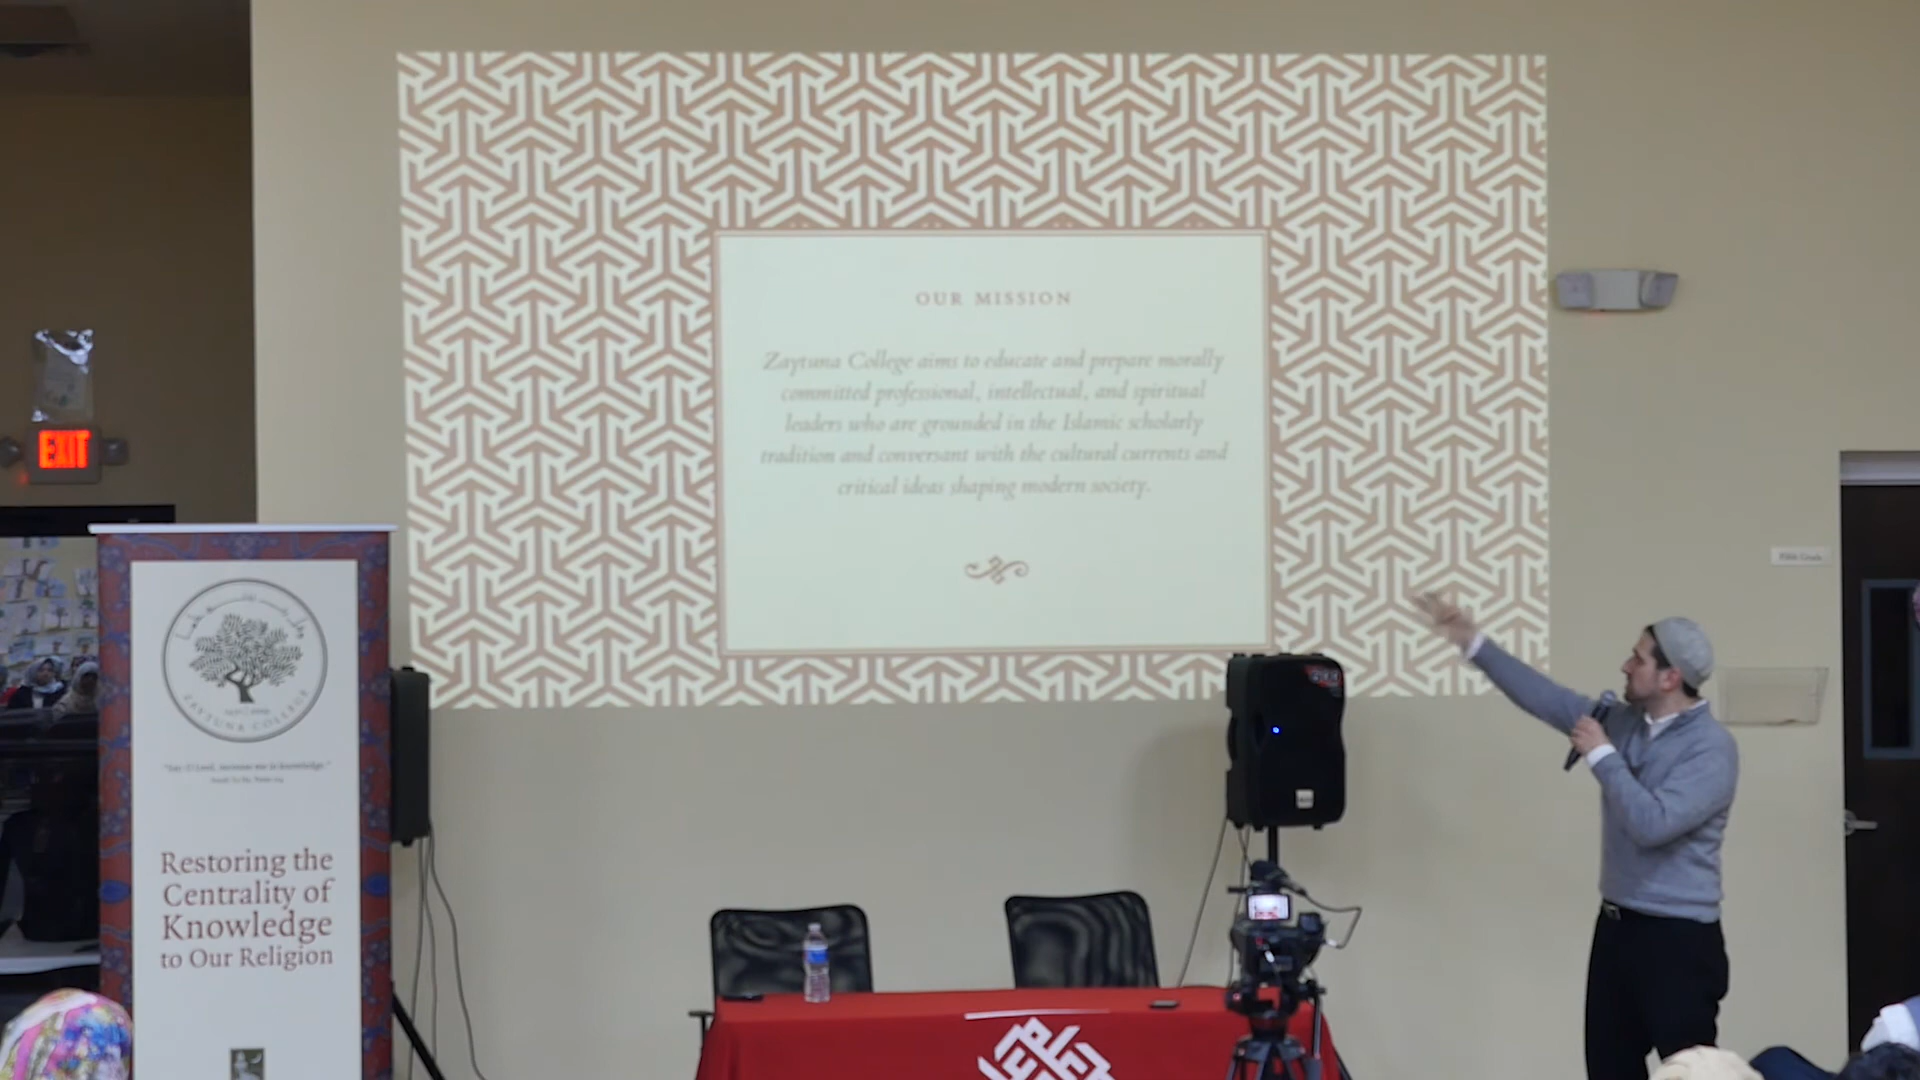 OUR MISSION
Zaytuna College aims to educate and prepare morally
committed professional, intellectual, and spiritual
leaders who are grounded in the Islamic scholarly
tradition and conversant with the cultural currents and
critical ideas shaping modern society.
EXIT
ZAYTUNA COLLEGE
Restoring the
Centrality of
Knowledge
to Our Religion